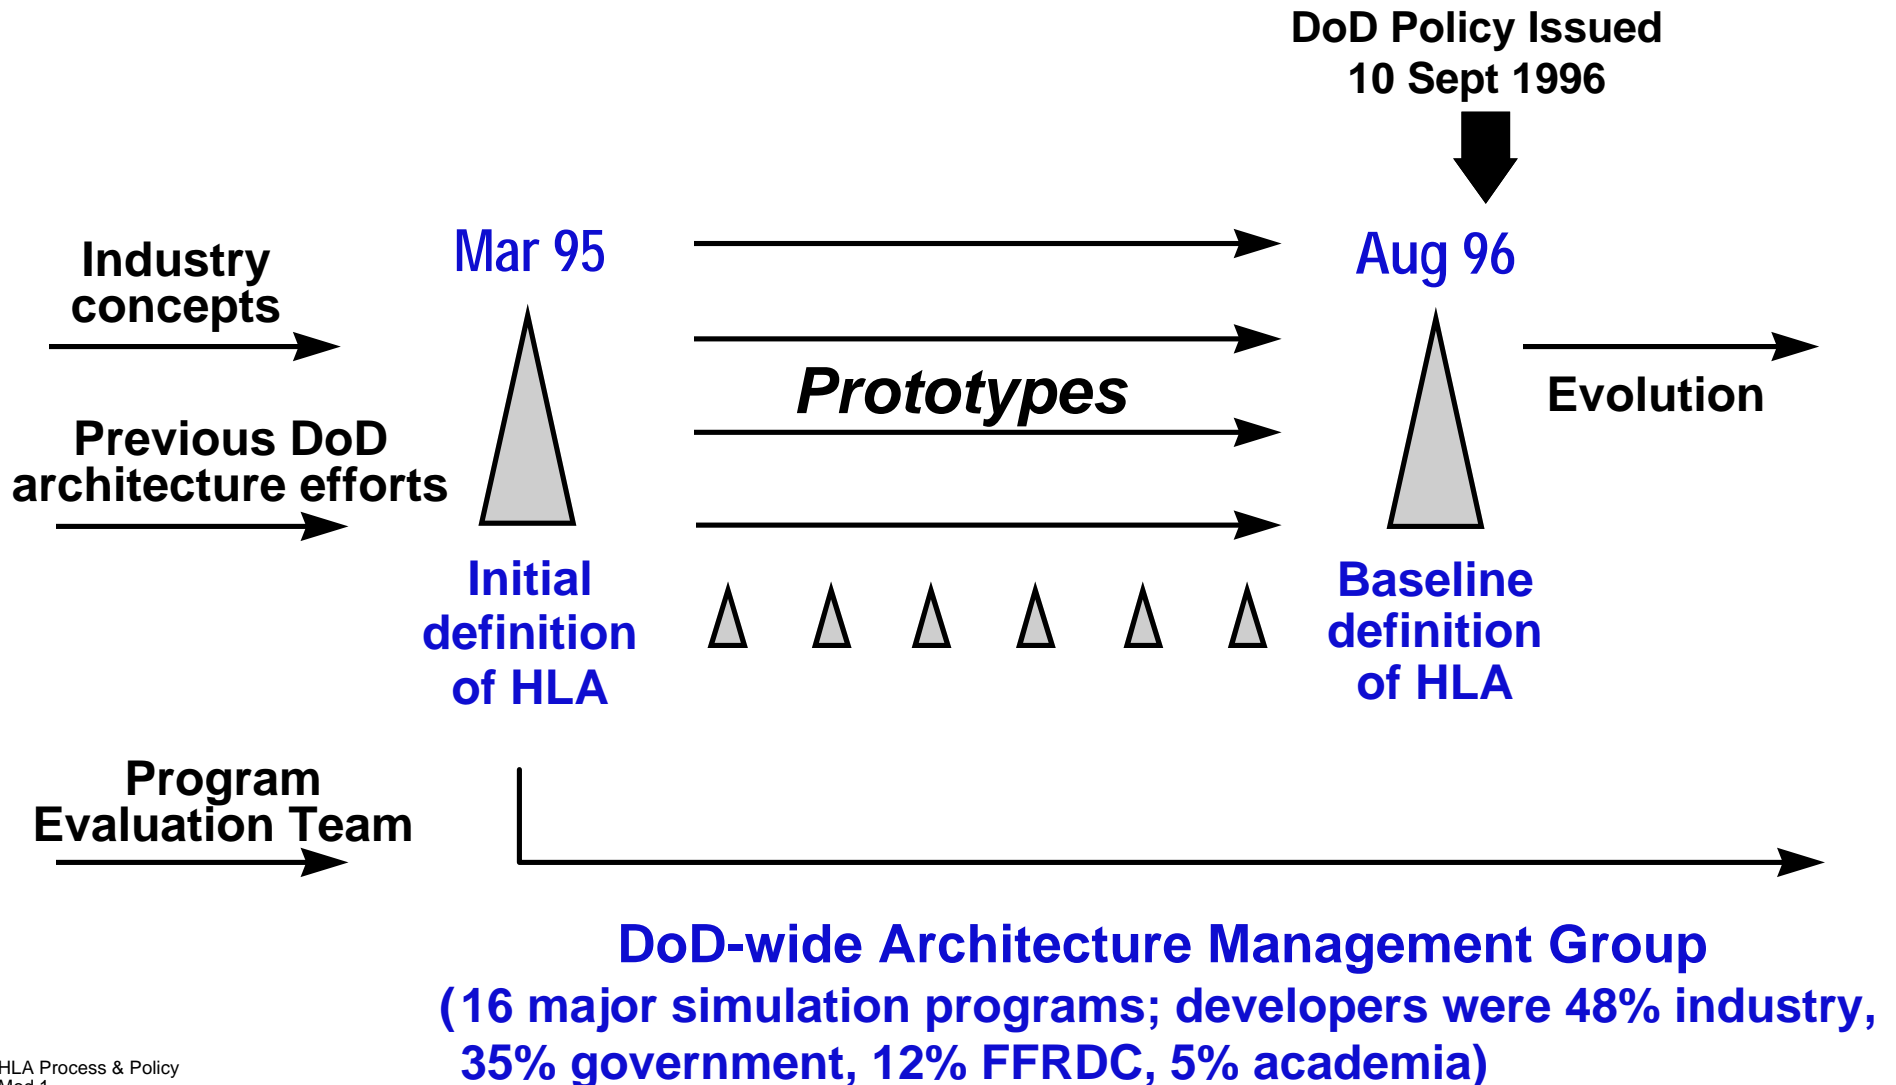 DoD Policy Issued
10 Sept 1996
Industry
concepts
Mar 95
Aug 96
Prototypes
Evolution
Previous DoD
architecture efforts
Initial
definition
of HLA
Baseline
definition
of HLA
Program
Evaluation Team
DoD-wide Architecture Management Group
(16 major simulation programs; developers were 48% industry,
35% government, 12% FFRDC, 5% academia)
HLA Process & Policy
Mod 1